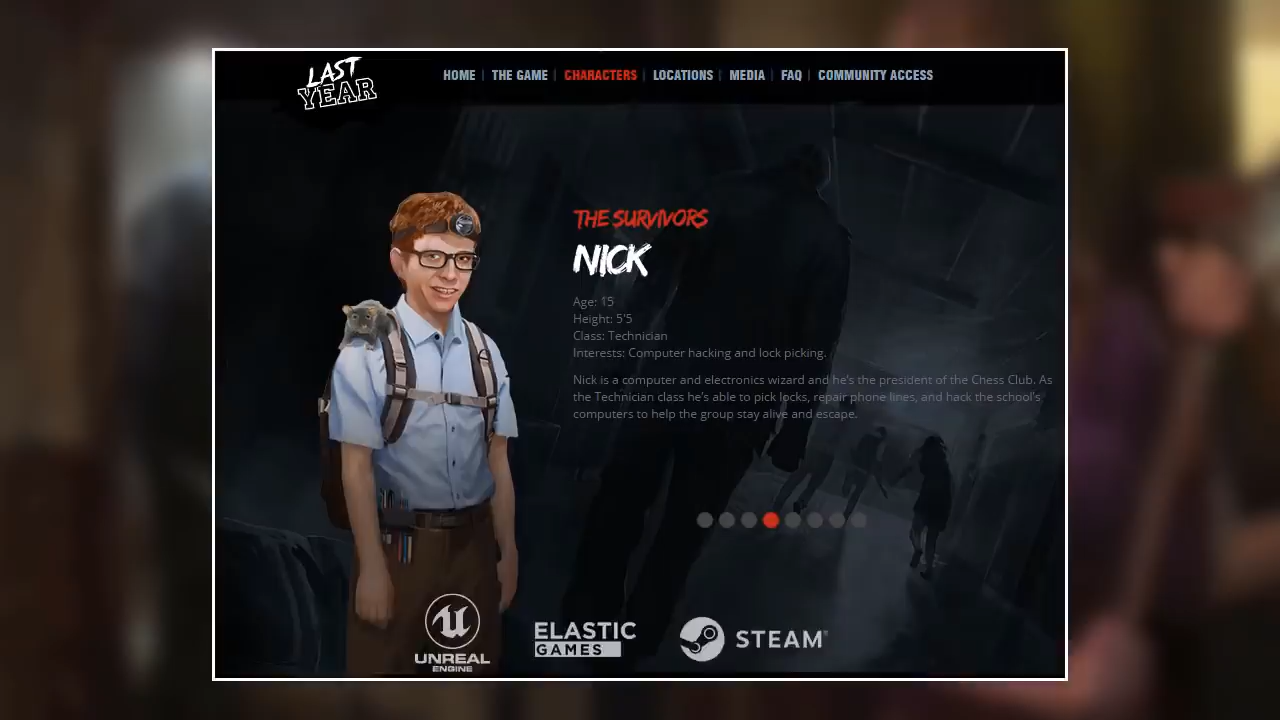 LAST
YEAR
HOME | THE GAME | CHARACTERS | LOCATIONS | MEDIA | FAQ | COMMUNITY ACCESS
THE SURVIVORS
NICK
Age: 15
Height: 5'5
Class: Technician
Interests: Computer hacking and lock picking.
Nick is a computer and electronics wizard and he's the president of the Chess Club. As
the Technician class he's able to pick locks, repair phone lines, and hack the school's
computers to help the group stay alive and escape.
UNREAL
ENGINE
ELASTIC
GAMES
STEAM